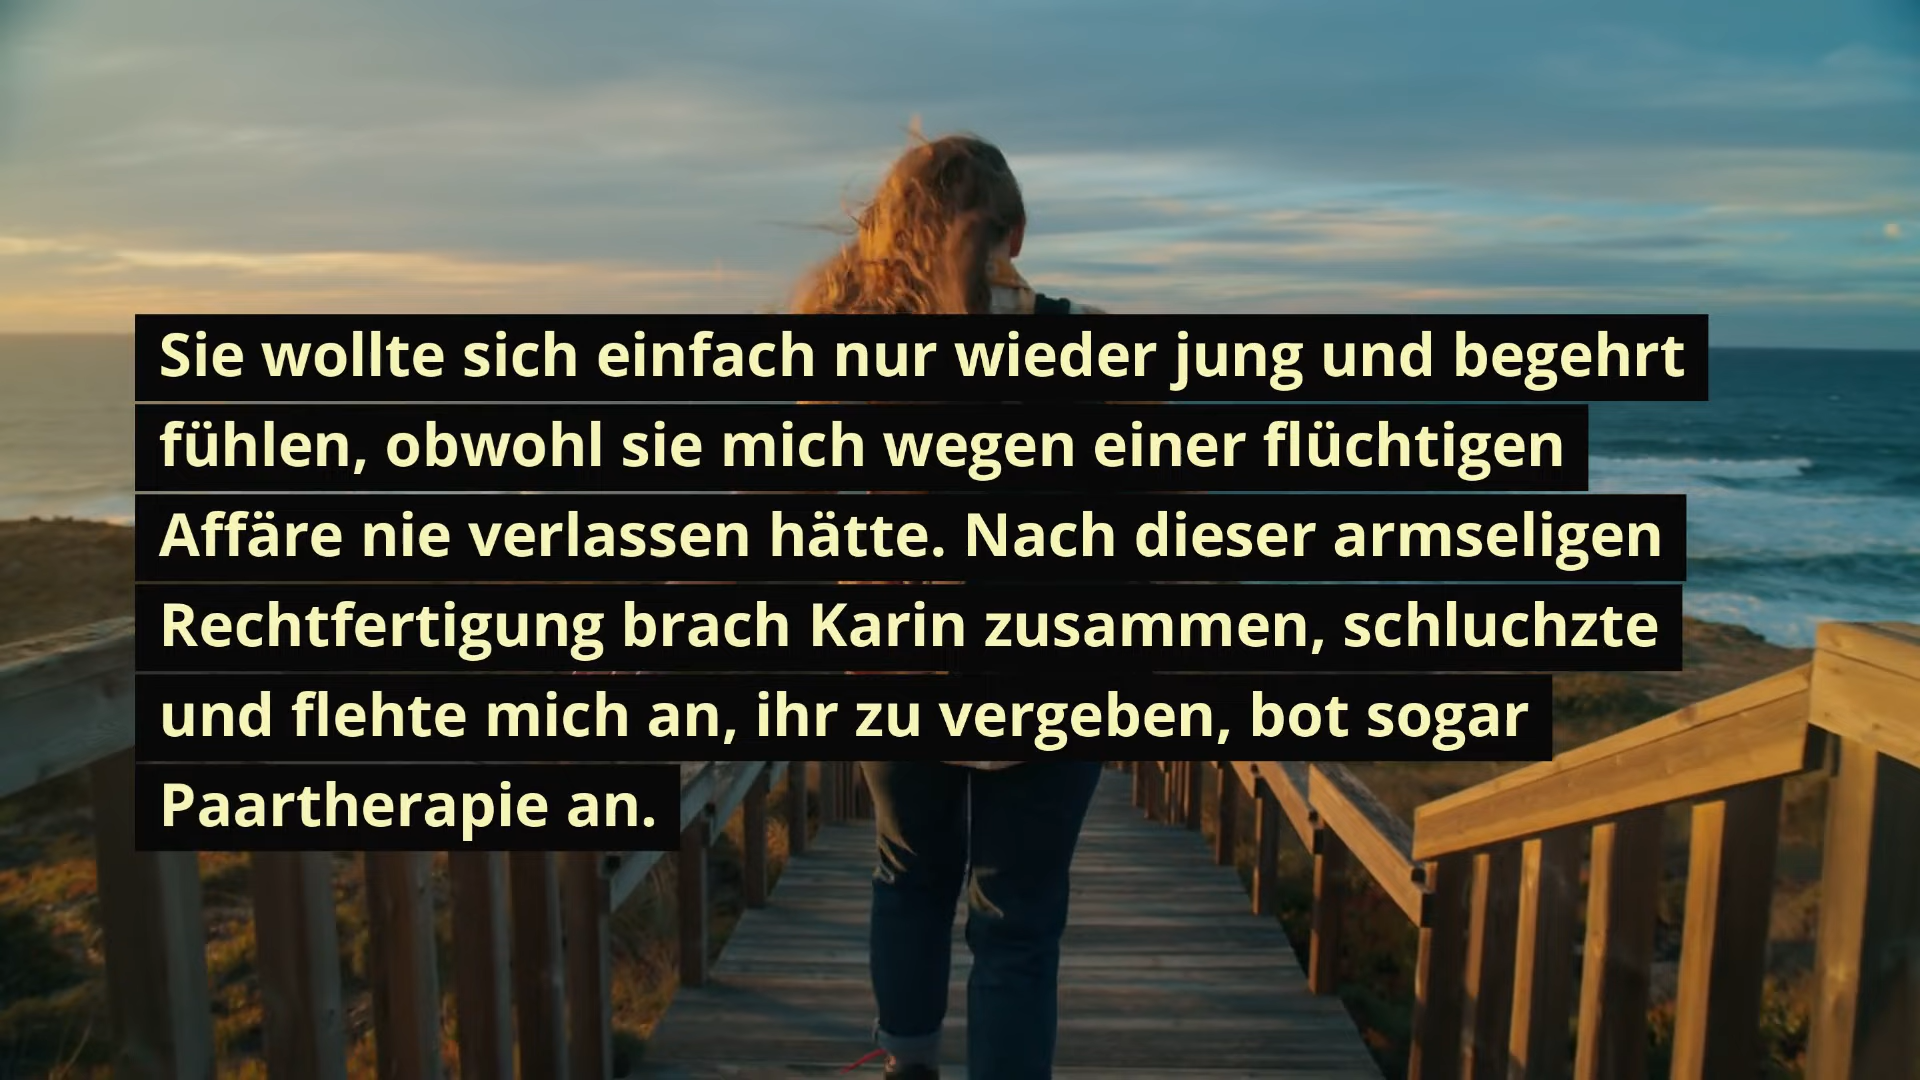 Sie wollte sich einfach nur wieder jung und begehrt
fühlen, obwohl sie mich wegen einer flüchtigen
Affäre nie verlassen hätte. Nach dieser armseligen
Rechtfertigung brach Karin zusammen, schluchzte
und flehte mich an, ihr zu vergeben, bot sogar
Paartherapie an.